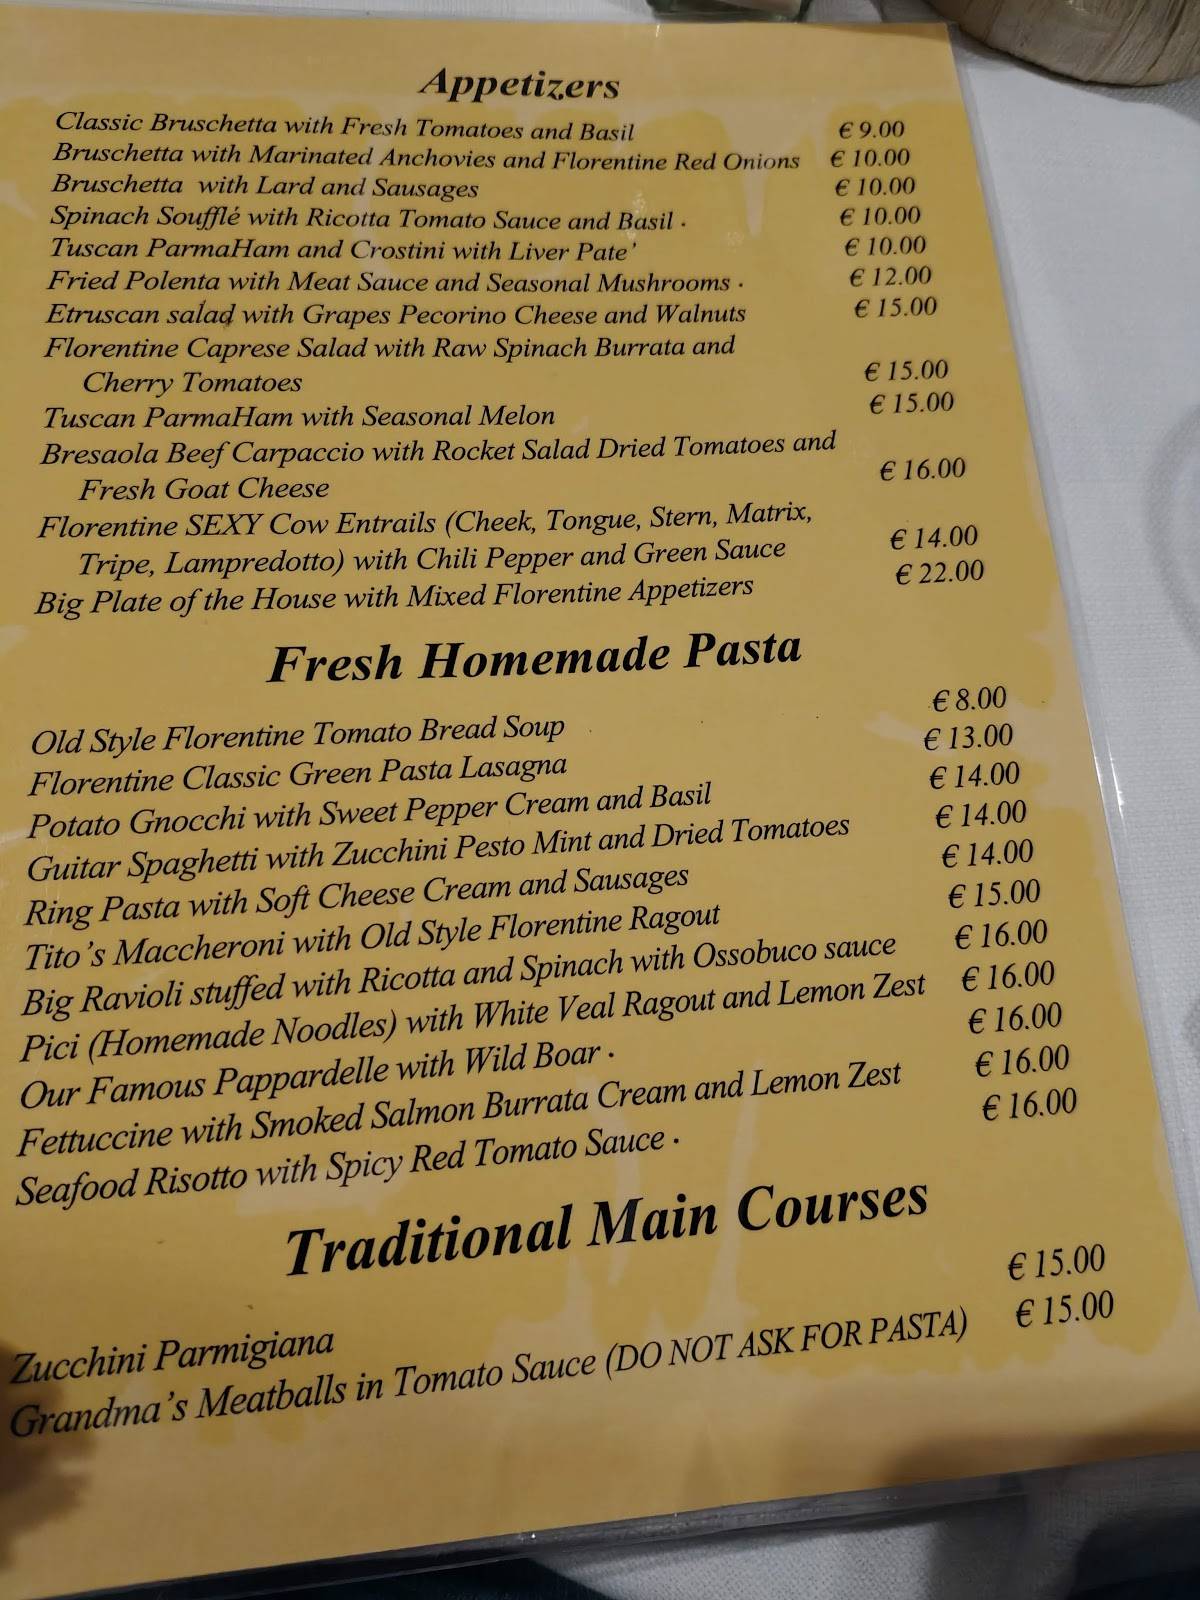 Appetizers
Classic Bruschetta with Fresh Tomatoes and Basil € 9.00
Bruschetta with Marinated Anchovies and Florentine Red Onions € 10.00
Bruschetta with Lard and Sausages € 10.00
Spinach Soufflé with Ricotta Tomato Sauce and Basil · € 10.00
Tuscan ParmaHam and Crostini with Liver Pate' € 10.00
Fried Polenta with Meat Sauce and Seasonal Mushrooms · € 12.00
Etruscan salad with Grapes Pecorino Cheese and Walnuts € 15.00
Florentine Caprese Salad with Raw Spinach Burrata and
Cherry Tomatoes € 15.00
Tuscan ParmaHam with Seasonal Melon € 15.00
Bresaola Beef Carpaccio with Rocket Salad Dried Tomatoes and
Fresh Goat Cheese € 16.00
Florentine SEXY Cow Entrails (Cheek, Tongue, Stern, Matrix,
Tripe, Lampredotto) with Chili Pepper and Green Sauce € 14.00
Big Plate of the House with Mixed Florentine Appetizers € 22.00
Fresh Homemade Pasta
Old Style Florentine Tomato Bread Soup € 8.00
Florentine Classic Green Pasta Lasagna € 13.00
Potato Gnocchi with Sweet Pepper Cream and Basil € 14.00
Guitar Spaghetti with Zucchini Pesto Mint and Dried Tomatoes € 14.00
Ring Pasta with Soft Cheese Cream and Sausages € 14.00
Tito's Maccheroni with Old Style Florentine Ragout € 15.00
Big Ravioli stuffed with Ricotta and Spinach with Ossobuco sauce € 16.00
Pici (Homemade Noodles) with White Veal Ragout and Lemon Zest € 16.00
Our Famous Pappardelle with Wild Boar · € 16.00
Fettuccine with Smoked Salmon Burrata Cream and Lemon Zest € 16.00
Seafood Risotto with Spicy Red Tomato Sauce · € 16.00
Traditional Main Courses
Zucchini Parmigiana € 15.00
Grandma's Meatballs in Tomato Sauce (DO NOT ASK FOR PASTA) € 15.00